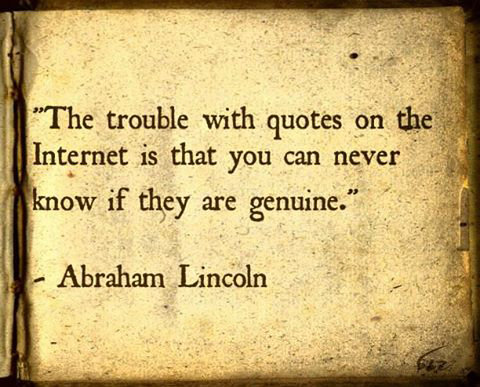 "The trouble with quotes on the
Internet is that you can never
know if they are genuine."
- Abraham Lincoln